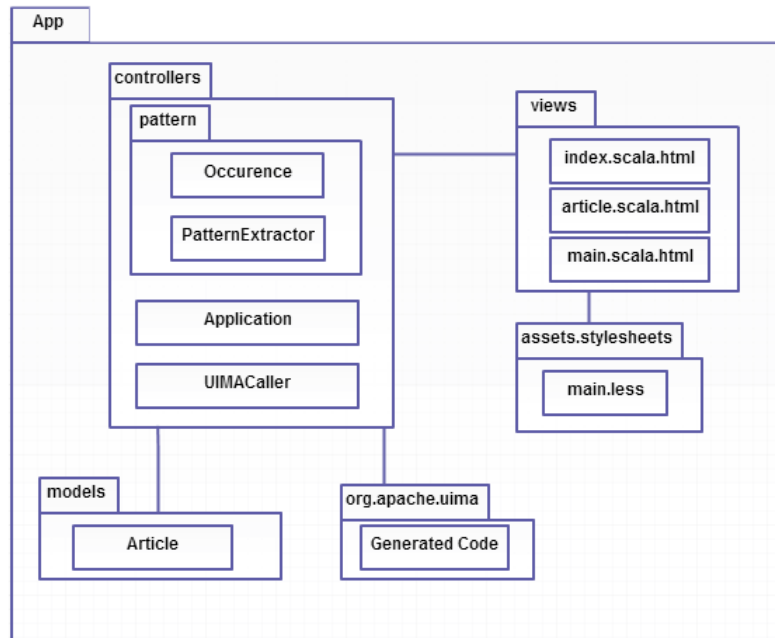 App
controllers
pattern
Occurence
PatternExtractor
Application
UIMACaller
views
index.scala.html
article.scala.html
main.scala.html
assets.stylesheets
main.less
models
Article
org.apache.uima
Generated Code